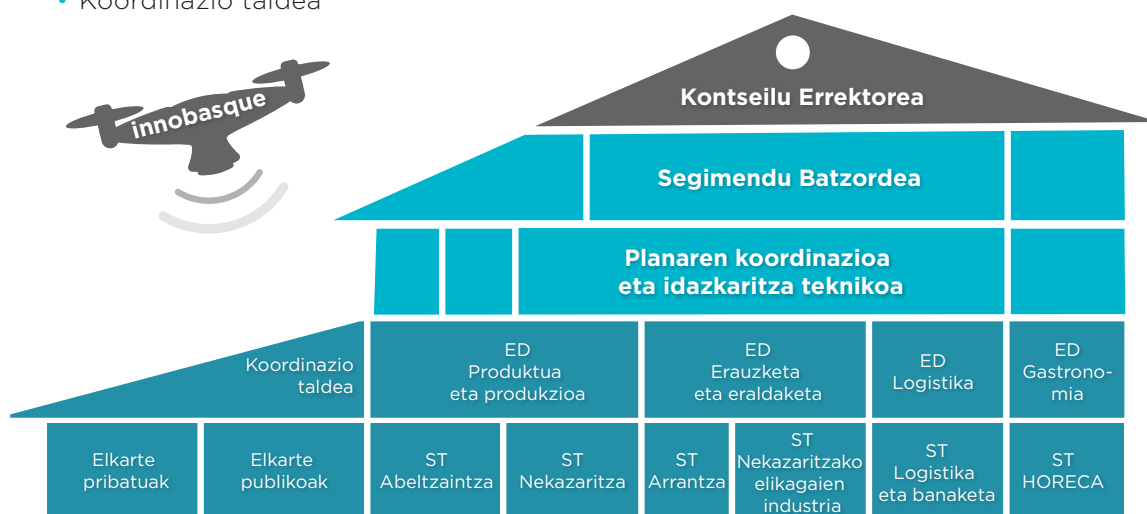 • Koordinazio taldea
innobasque
Kontseilu Errektorea
Segimendu Batzordea
Planaren koordinazioa
eta idazkaritza teknikoa
Koordinazio
taldea
ED
Produktua
eta produkzioa
ED
Erauzketa
eta eraldaketa
ED
Logistika
ED
Gastrono-
mia
Elkarte
pribatuak
Elkarte
publikoak
ST
Abeltzaintza
ST
Nekazaritza
ST
Arrantza
ST
Nekazaritzako
elikagaien
industria
ST
Logistika
eta banaketa
ST
HORECA